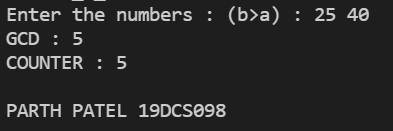 Enter the numbers : (b>a) : 25 40
GCD : 5
COUNTER : 5
PARTH PATEL 19DCS098